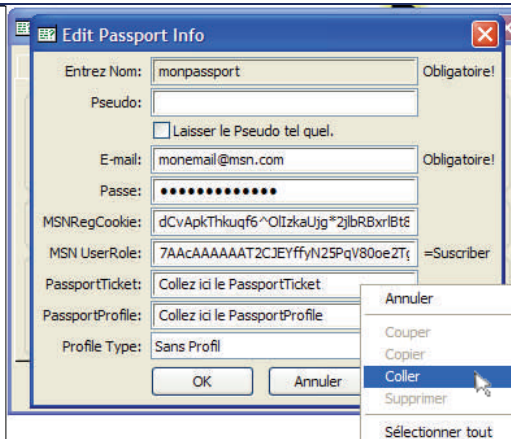 Edit Passport Info
Entrez Nom: monpassport Obligatoire!
Pseudo:
Laisser le Pseudo tel quel.
E-mail: monemail@msn.com Obligatoire!
Passe: •••••••••••••
MSNRegCookie: dCvApkThkuqf6^OlIzkaUjg*2jlbRBxrlBt8
MSN UserRole: 7AAcAAAAAAT2CJEYffyN25PqV80oe2Tg =Suscriber
PassportTicket: Collez ici le PassportTicket
PassportProfile: Collez ici le PassportProfile
Profile Type: Sans Profil
OK Annuler
Annuler
Couper
Copier
Coller
Supprimer
Sélectionner tout